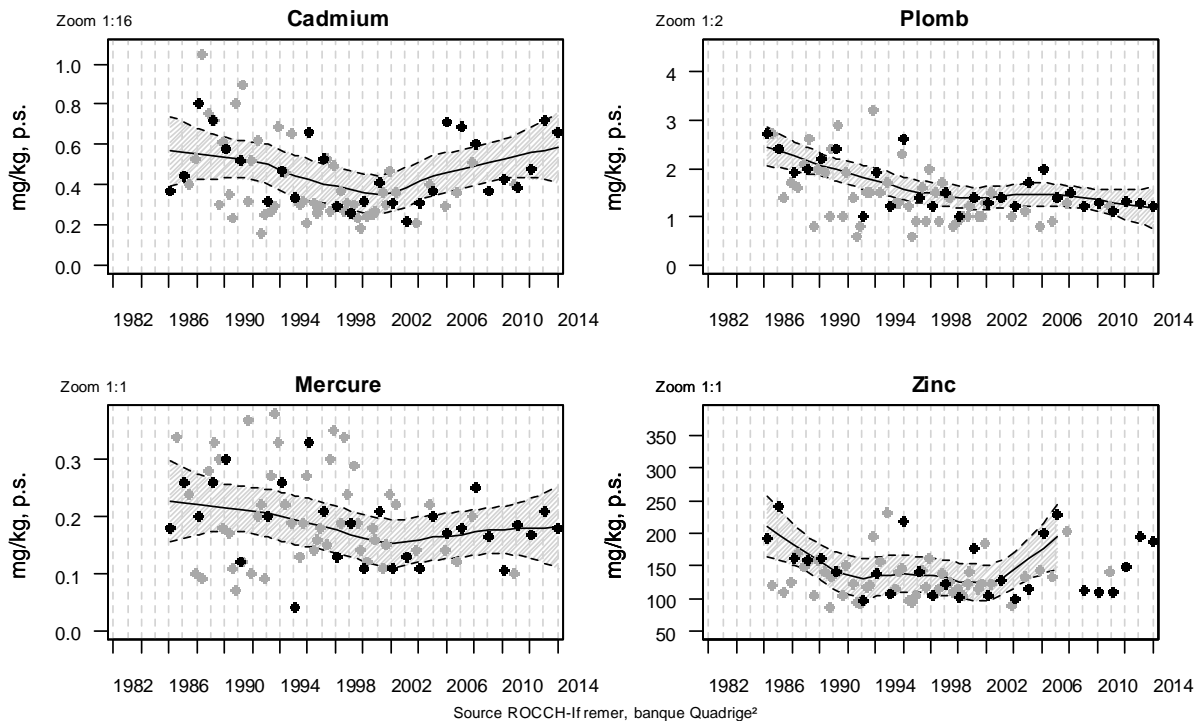 Zoom 1:16
Cadmium
mg/kg, p.s.
1.0
0.8
0.6
0.4
0.2
0.0
1982 1986 1990 1994 1998 2002 2006 2010 2014
Zoom 1:2
Plomb
mg/kg, p.s.
4
3
2
1
0
1982 1986 1990 1994 1998 2002 2006 2010 2014
Zoom 1:1
Mercure
mg/kg, p.s.
0.3
0.2
0.1
0.0
1982 1986 1990 1994 1998 2002 2006 2010 2014
Zoom 1:1
Zinc
mg/kg, p.s.
350
300
250
200
150
100
50
1982 1986 1990 1994 1998 2002 2006 2010 2014
Source ROCCH-Ifremer, banque Quadrige²